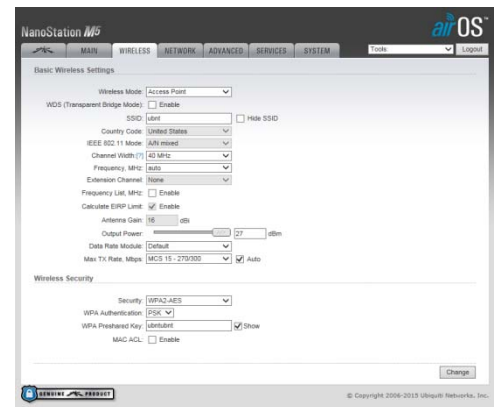 NanoStation M5
airOS™
MAIN WIRELESS NETWORK ADVANCED SERVICES SYSTEM Tools: Logout
Basic Wireless Settings
Wireless Mode: Access Point
WDS (Transparent Bridge Mode): Enable
SSID: ubnt Hide SSID
Country Code: United States
IEEE 802.11 Mode: A/N mixed
Channel Width:[?] 40 MHz
Frequency, MHz: auto
Extension Channel: None
Frequency List, MHz: Enable
Calculate EIRP Limit: Enable
Antenna Gain: 16 dBi
Output Power: 27 dBm
Data Rate Module: Default
Max TX Rate, Mbps: MCS 15 - 270/300 Auto
Wireless Security
Security: WPA2-AES
WPA Authentication: PSK
WPA Preshared Key: ubntubnt Show
MAC ACL: Enable
Change
GENUINE PRODUCT
© Copyright 2006-2015 Ubiquiti Networks, Inc.